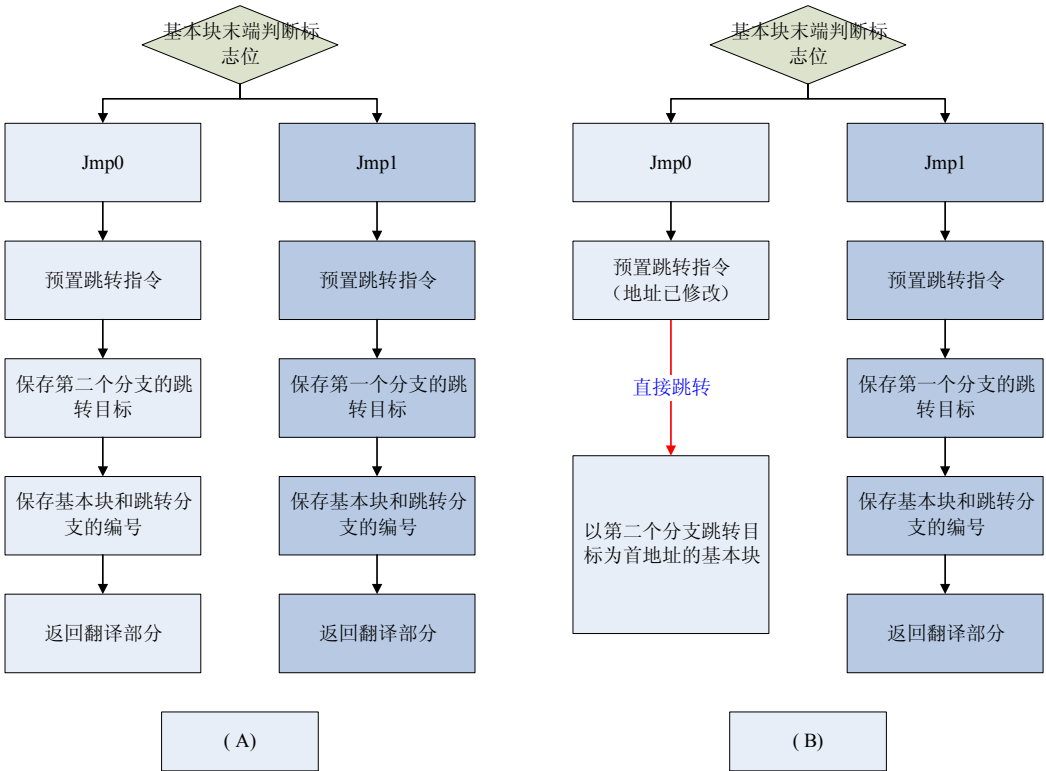 基本块末端判断标
志位
Jmp0
Jmp1
预置跳转指令
预置跳转指令
保存第二个分支的跳
转目标
保存第一个分支的跳
转目标
保存基本块和跳转分
支的编号
保存基本块和跳转分
支的编号
返回翻译部分
返回翻译部分
( A)
基本块末端判断标
志位
Jmp0
Jmp1
预置跳转指令
（地址已修改）
预置跳转指令
直接跳转
保存第一个分支的跳
转目标
以第二个分支跳转目
标为首地址的基本块
保存基本块和跳转分
支的编号
返回翻译部分
( B)